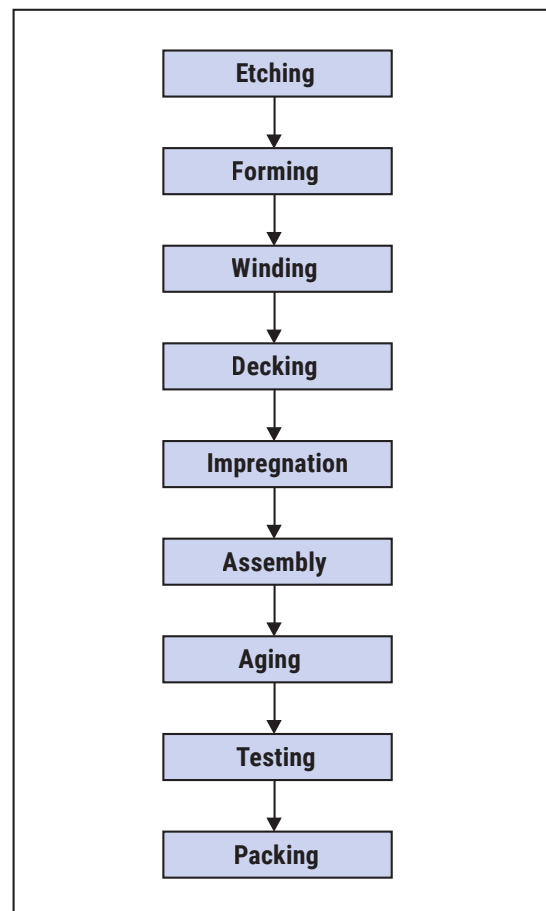 Etching
Forming
Winding
Decking
Impregnation
Assembly
Aging
Testing
Packing